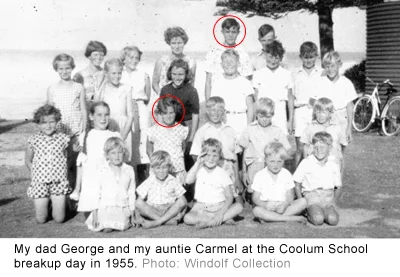 My dad George and my auntie Carmel at the Coolum School
breakup day in 1955. Photo: Windolf Collection